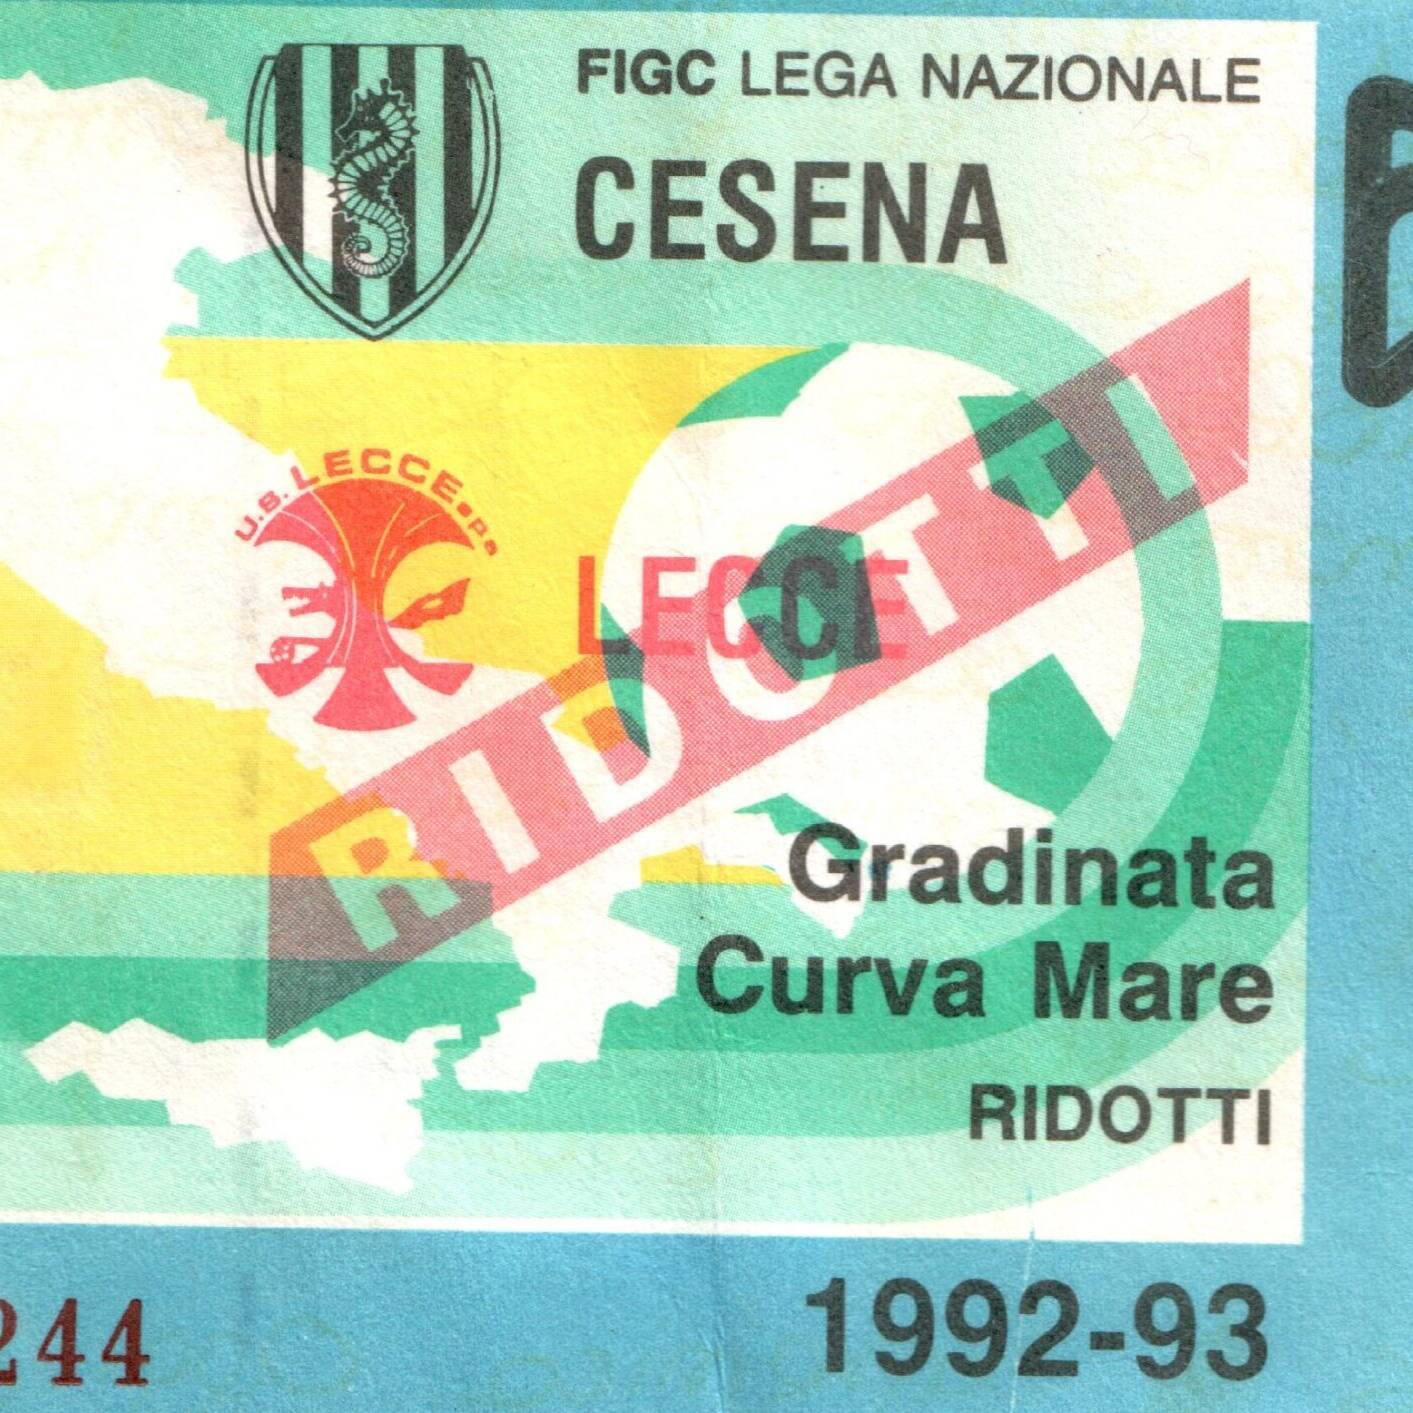 FIGC LEGA NAZIONALE
CESENA
U.S. LECCE s.p.a
LECCE
RIDOTTI
Gradinata
Curva Mare
RIDOTTI
244
1992-93